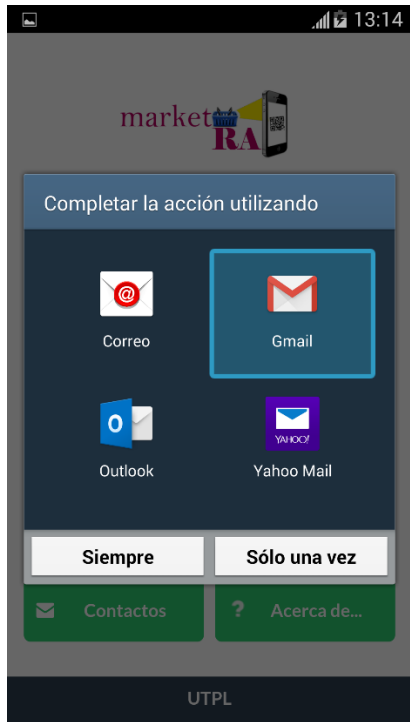 13:14
market
RA
Completar la acción utilizando
Correo
Gmail
Outlook
YAHOO!
Yahoo Mail
Siempre
Sólo una vez
Contactos
? Acerca de...
UTPL